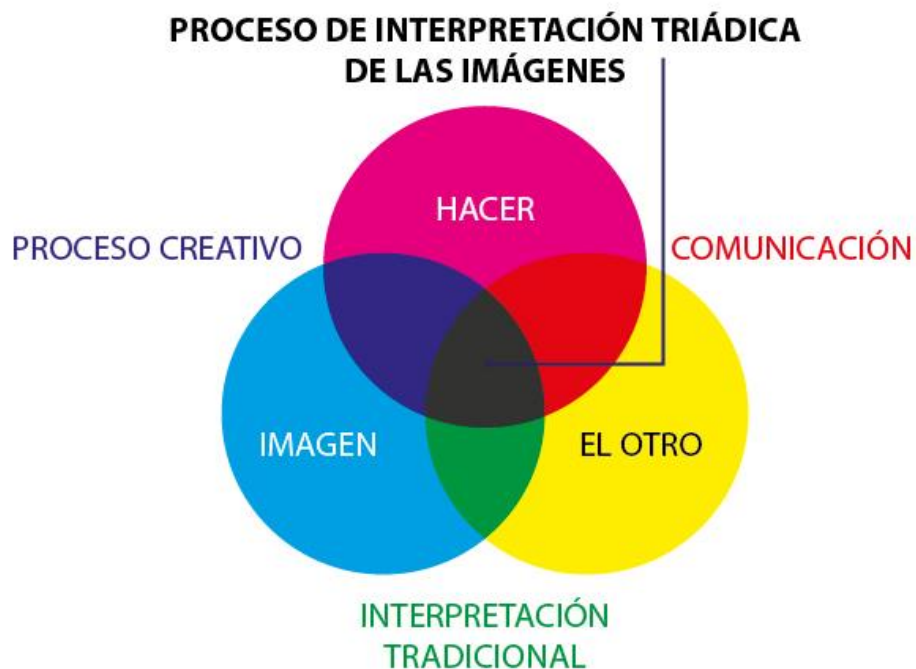 PROCESO DE INTERPRETACIÓN TRIÁDICA
DE LAS IMÁGENES
HACER
PROCESO CREATIVO
COMUNICACIÓN
IMAGEN
EL OTRO
INTERPRETACIÓN
TRADICIONAL